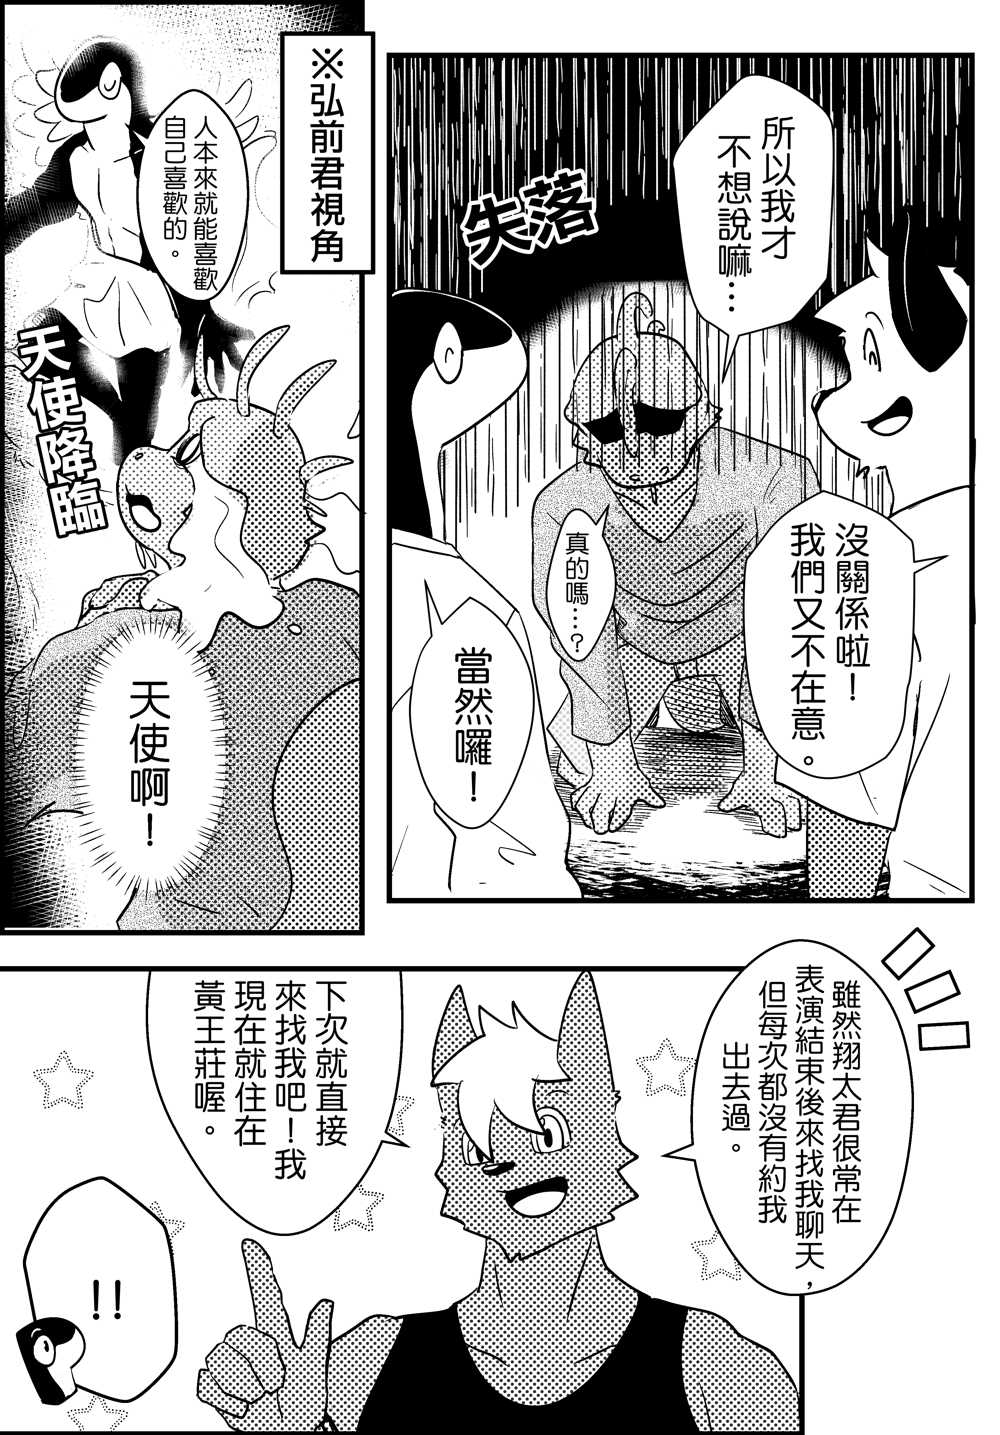 所以我才
不想說嘛…
失落
沒關係啦！
我們又不在意。
真的嗎…？
當然囉！
※弘前君視角
人本來就能喜歡
自己喜歡的。
天使降臨
天使啊！
雖然翔太君很常在
表演結束後來找我聊天，
但每次都沒有約我
出去過。
下次就直接
來找我吧！我
現在就住在
黃王莊喔。
！！